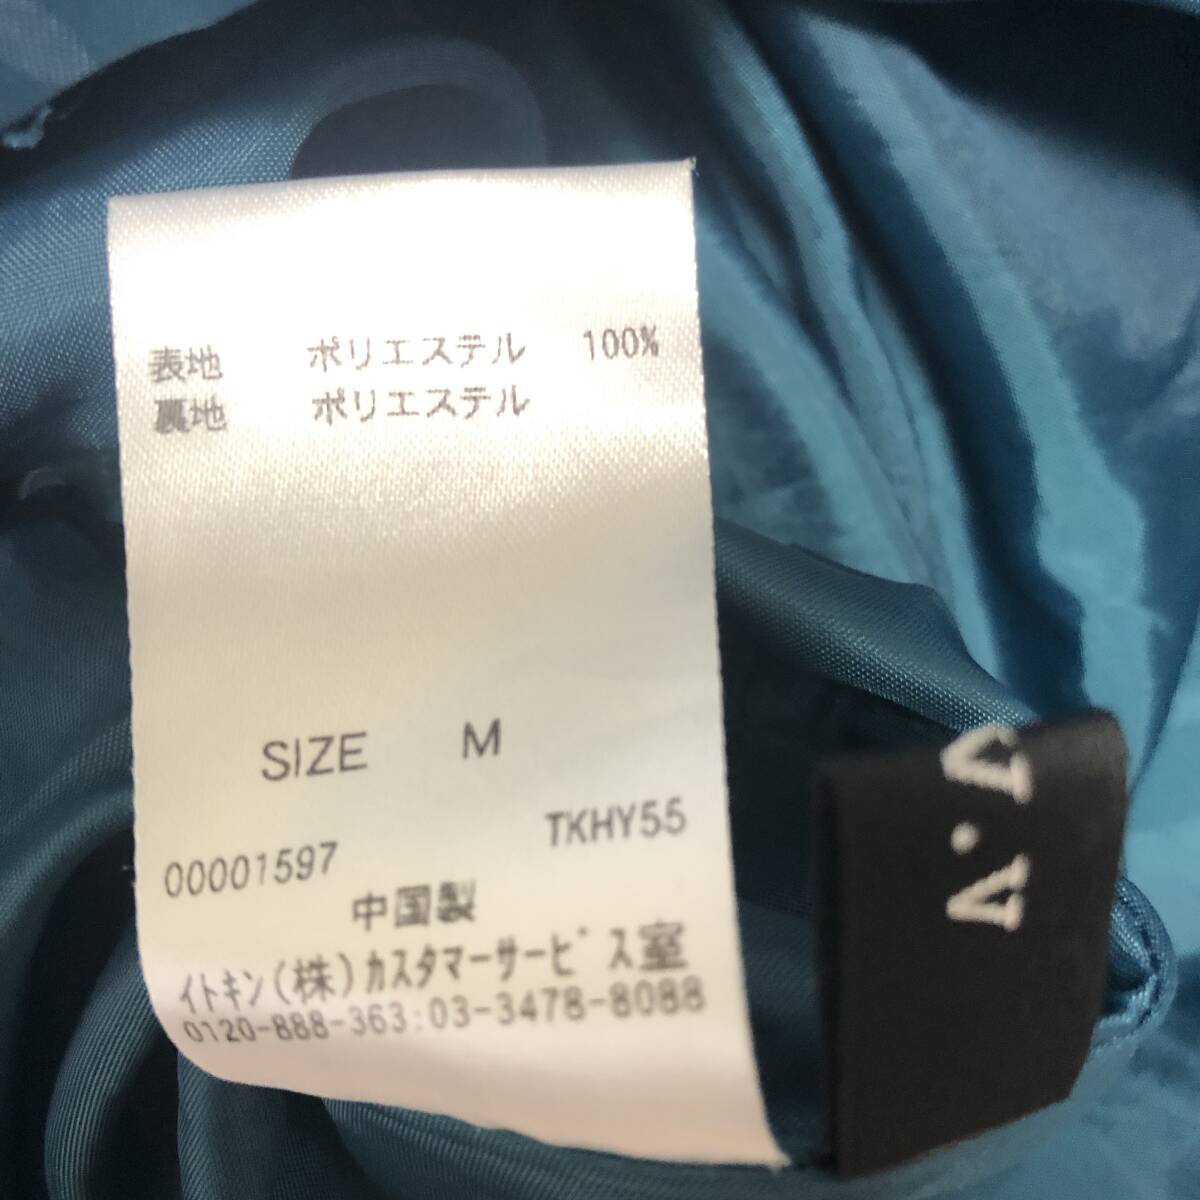 表地　ポリエステル　100%
裏地　ポリエステル
SIZE　M
TKHY55
00001597
中国製
イトキン(株)カスタマーサービス室
0120-888-363:03-3478-8088